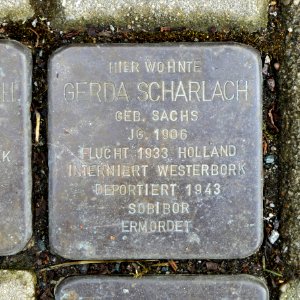 HIER WOHNTE
GERDA SCHARLACH
GEB. SACHS
JG. 1906
FLUCHT 1933 HOLLAND
INTERNIERT WESTERBORK
DEPORTIERT 1943
SOBIBOR
ERMORDET